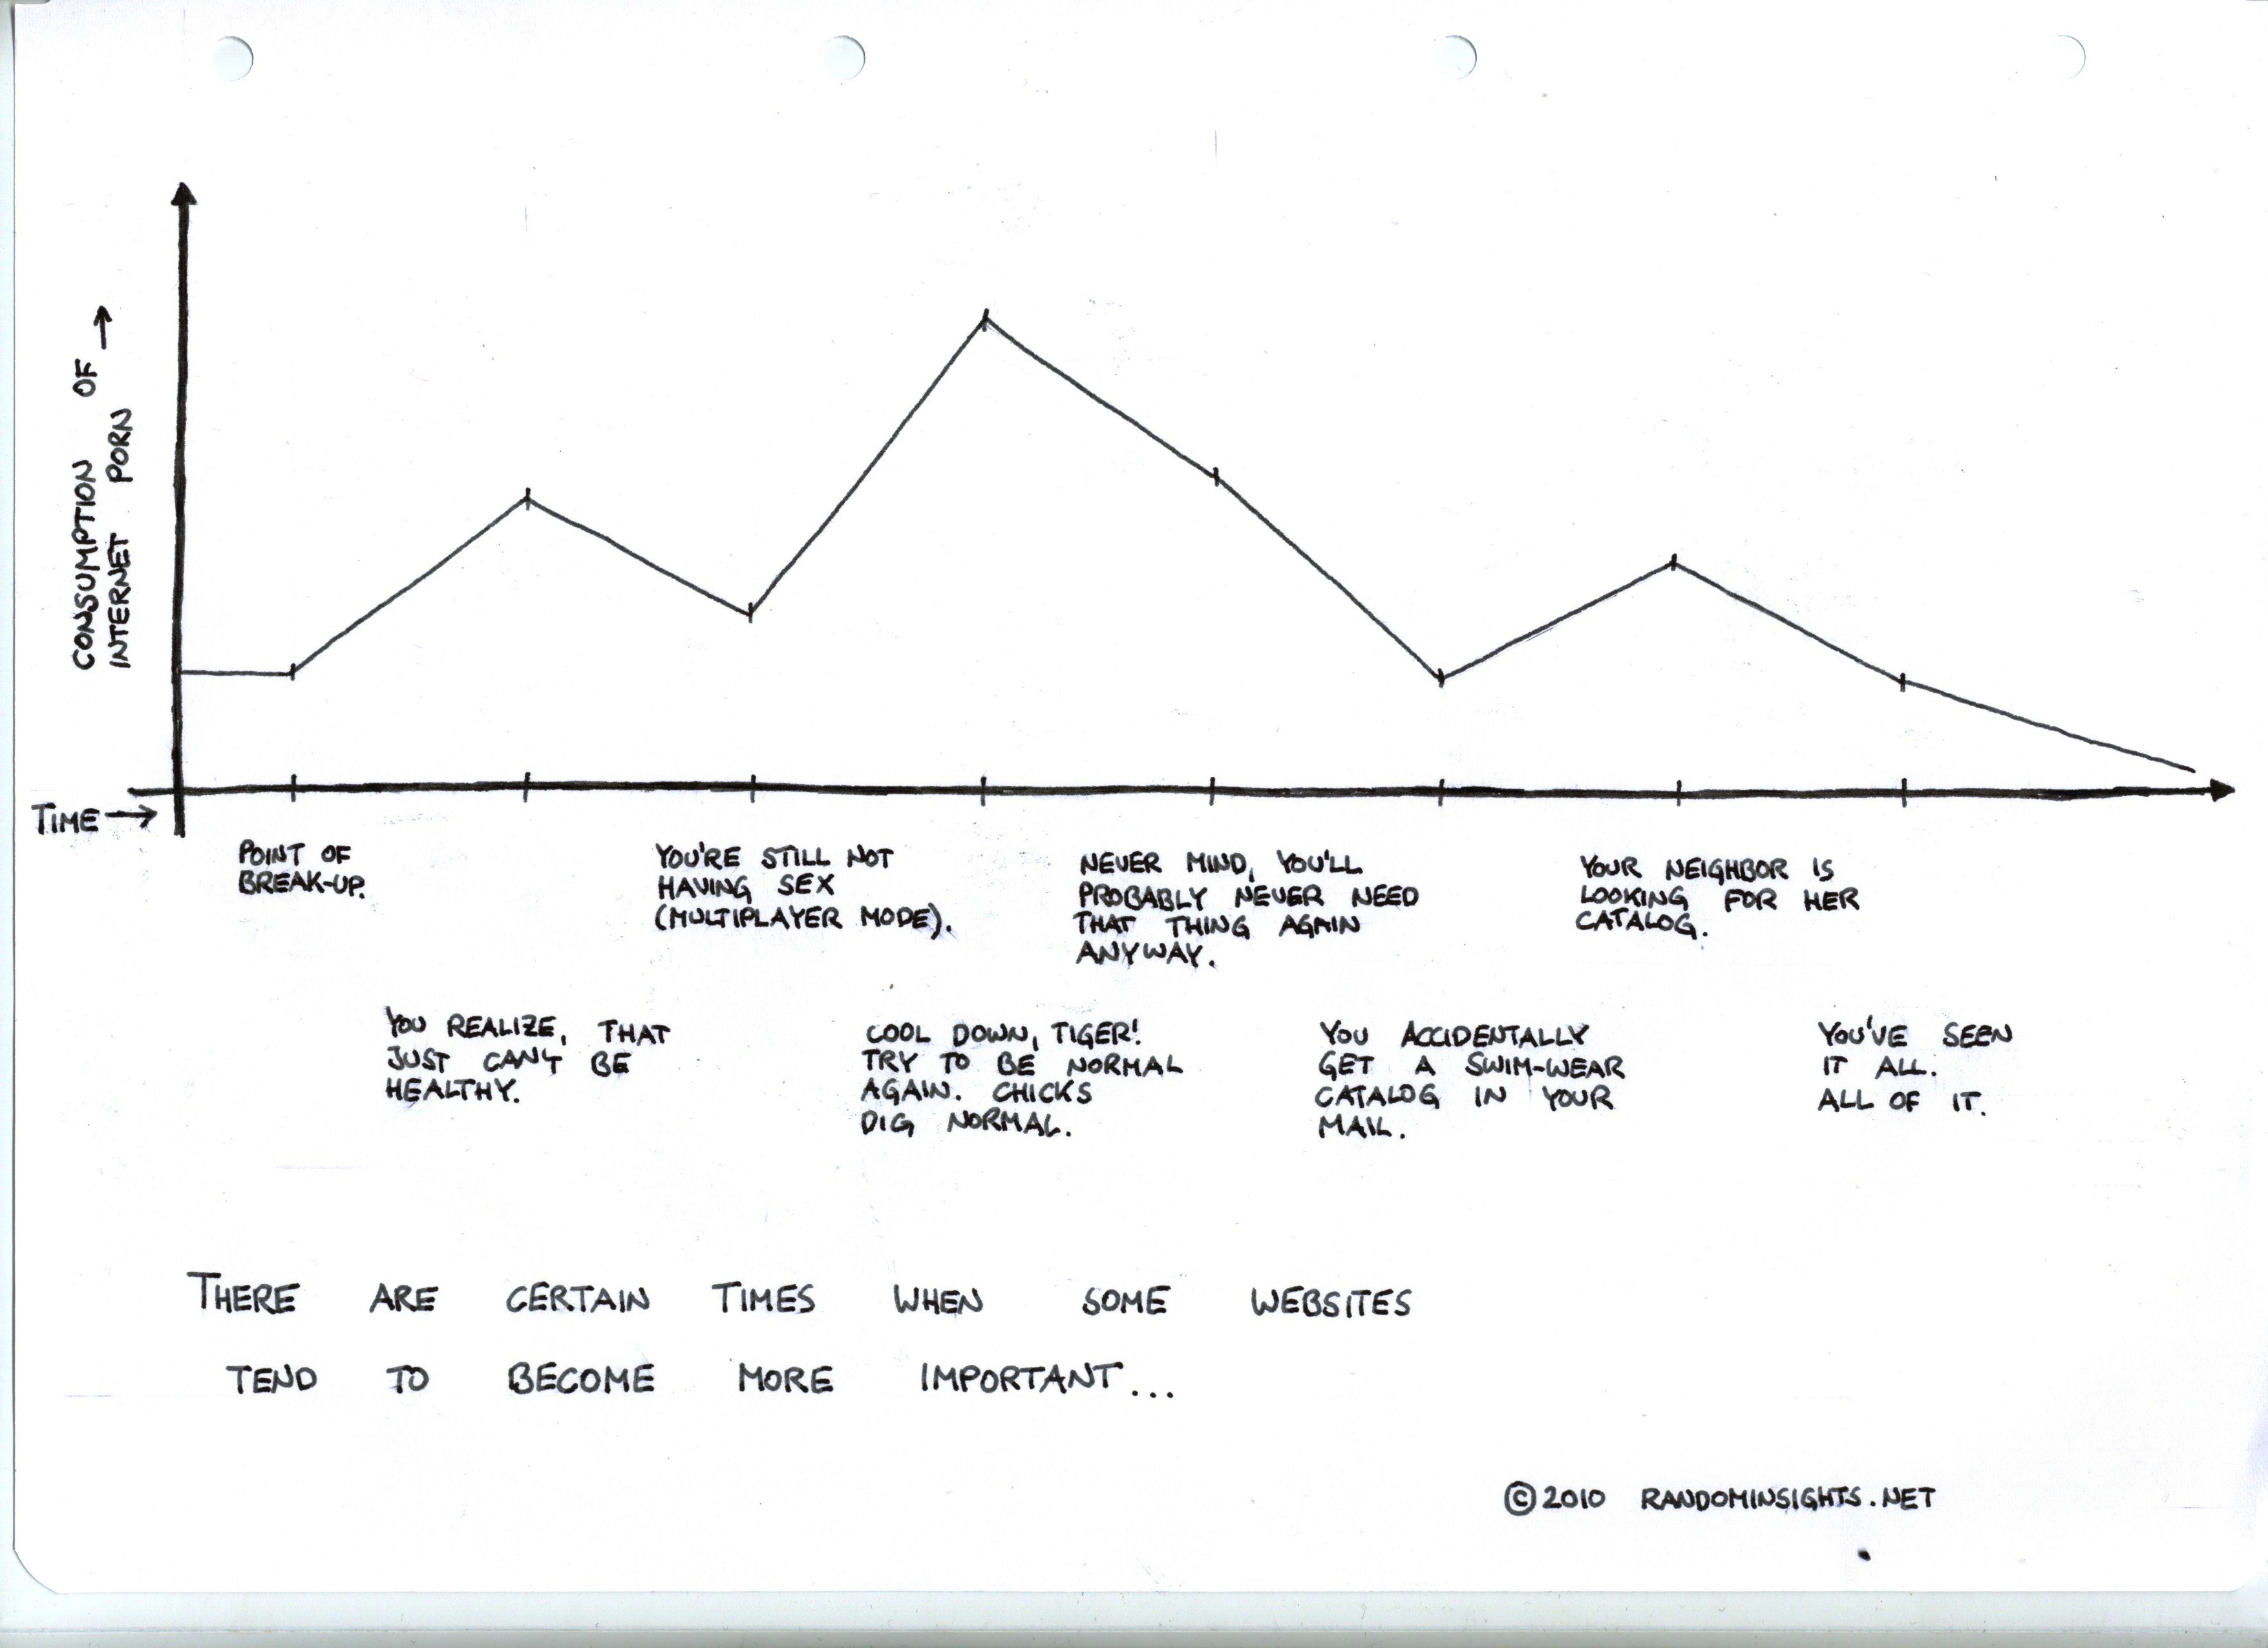 CONSUMPTION OF
INTERNET PORN
TIME
POINT OF
BREAK-UP.
YOU REALIZE, THAT
JUST CAN'T BE
HEALTHY.
YOU'RE STILL NOT
HAVING SEX
(MULTIPLAYER MODE).
COOL DOWN, TIGER!
TRY TO BE NORMAL
AGAIN. CHICKS
DIG NORMAL.
NEVER MIND, YOU'LL
PROBABLY NEVER NEED
THAT THING AGAIN
ANYWAY.
YOU ACCIDENTALLY
GET A SWIM-WEAR
CATALOG IN YOUR
MAIL.
YOUR NEIGHBOR IS
LOOKING FOR HER
CATALOG.
YOU'VE SEEN
IT ALL.
ALL OF IT.
THERE ARE CERTAIN TIMES WHEN SOME WEBSITES
TEND TO BECOME MORE IMPORTANT...
©2010 RANDOMINSIGHTS.NET